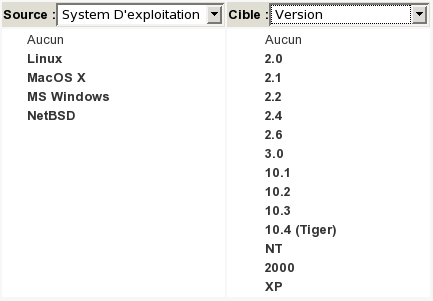 Source : System D'exploitation
Aucun
Linux
MacOS X
MS Windows
NetBSD
Cible : Version
Aucun
2.0
2.1
2.2
2.4
2.6
3.0
10.1
10.2
10.3
10.4 (Tiger)
NT
2000
XP